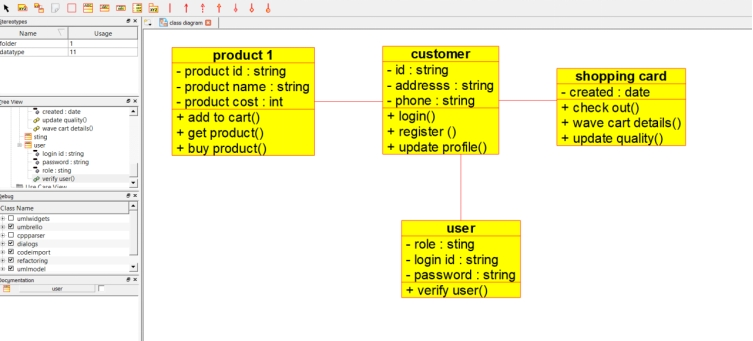 class diagram
Stereotypes
Name Usage
folder 1
datatype 11
Tree View
created : date
update quality()
wave cart details()
sting
user
login id : string
password : string
role : sting
verify user()
Use Case View
Debug
Class Name
umlwidgets
umbrello
cppparser
dialogs
codeimport
refactoring
umlmodel
Documentation
user
product 1
- product id : string
- product name : string
- product cost : int
+ add to cart()
+ get product()
+ buy product()
customer
- id : string
- addresss : string
- phone : string
+ login()
+ register ()
+ update profile()
shopping card
- created : date
+ check out()
+ wave cart details()
+ update quality()
user
- role : sting
- login id : string
- password : string
+ verify user()